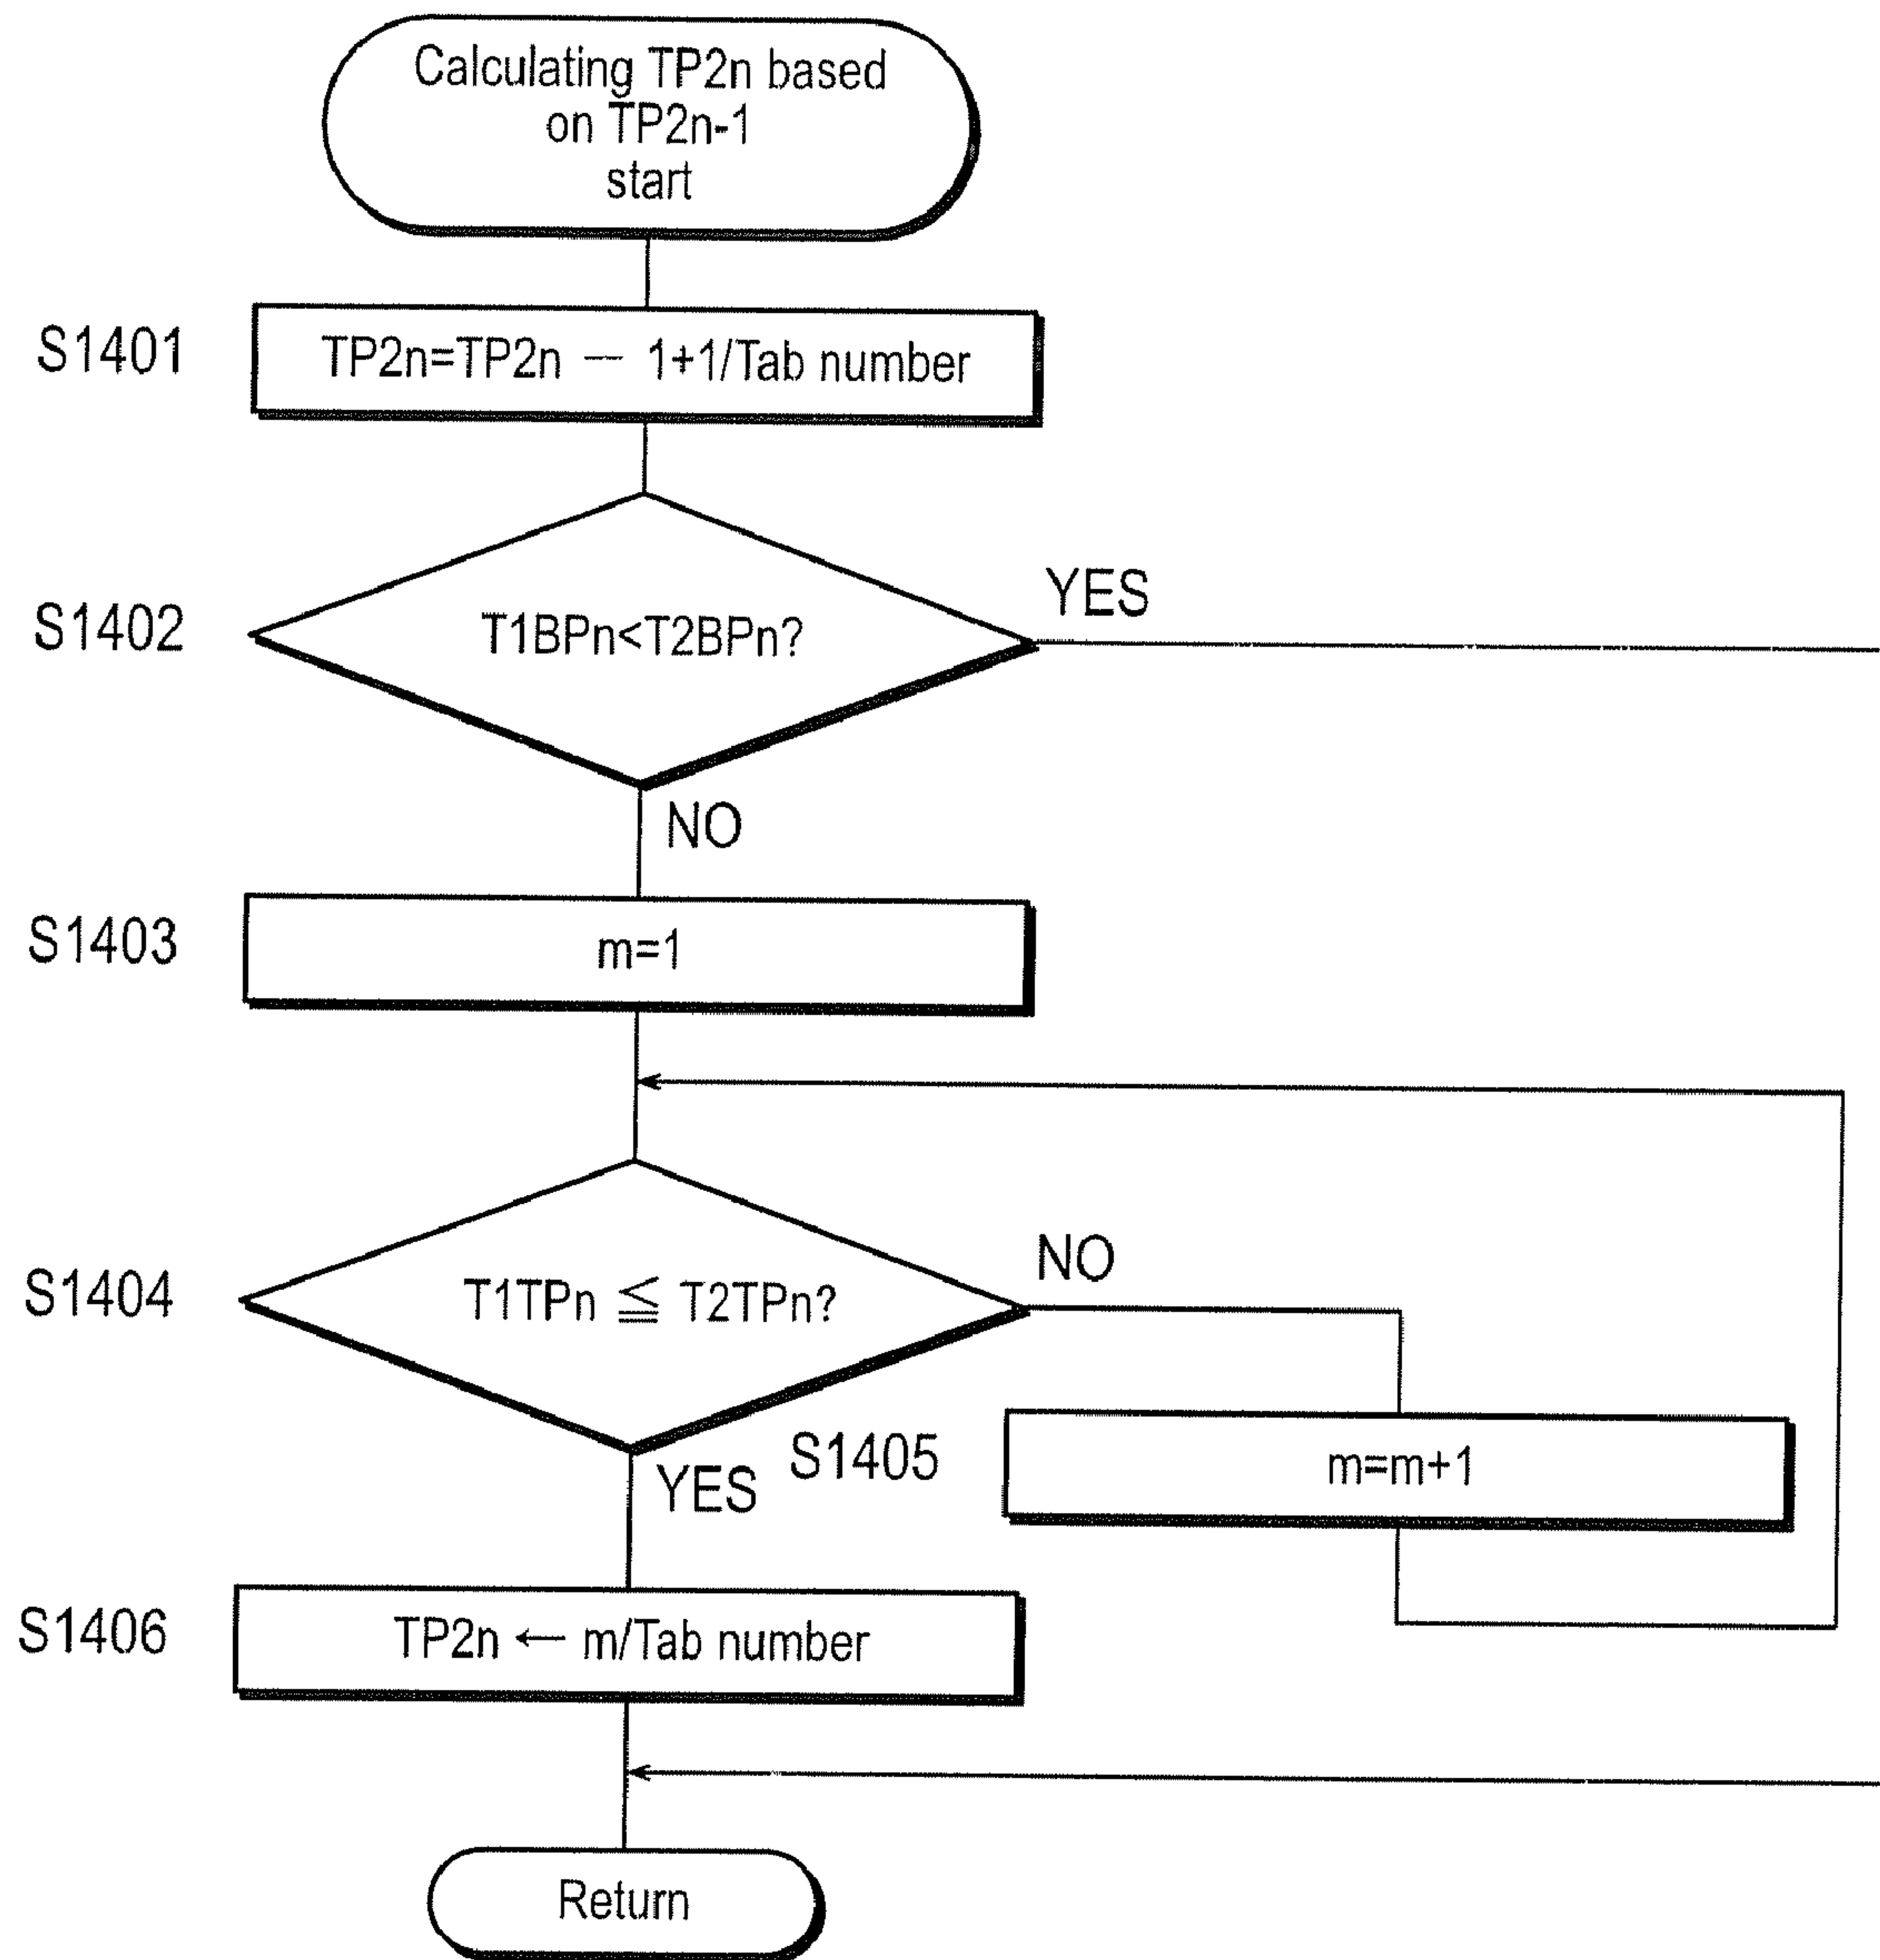 Calculating TP2n based
on TP2n-1
start
S1401
TP2n=TP2n — 1+1/Tab number
S1402
T1BPn<T2BPn?
YES
NO
S1403
m=1
S1404
T1TPn ≦ T2TPn?
NO
YES
S1405
m=m+1
S1406
TP2n ← m/Tab number
Return